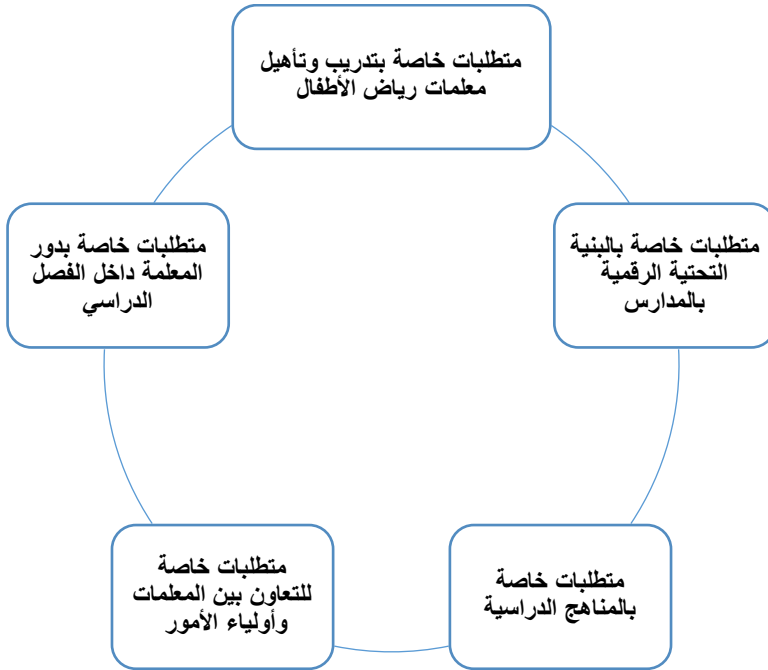 متطلبات خاصة بتدريب وتأهيل
معلمات رياض الأطفال
متطلبات خاصة بالبنية
التحتية الرقمية
بالمدارس
متطلبات خاصة
بالمناهج الدراسية
متطلبات خاصة
للتعاون بين المعلمات
وأولياء الأمور
متطلبات خاصة بدور
المعلمة داخل الفصل
الدراسي